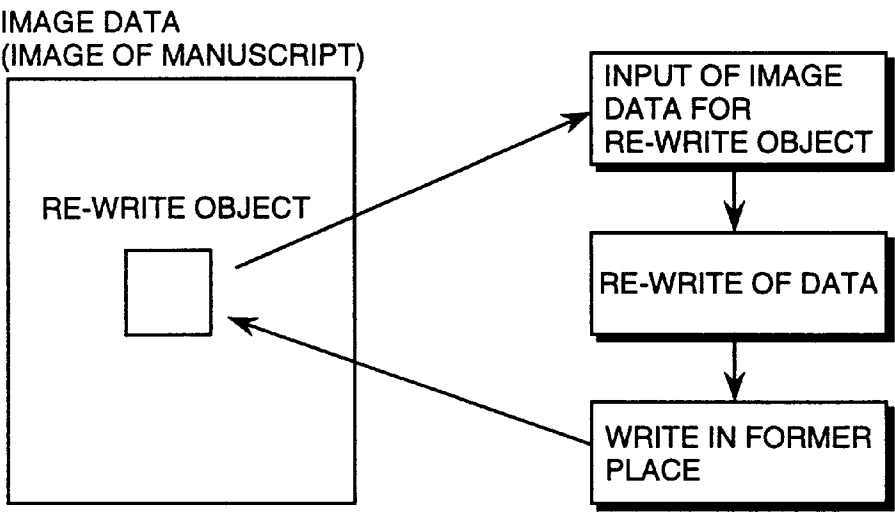 IMAGE DATA
(IMAGE OF MANUSCRIPT)
RE-WRITE OBJECT
INPUT OF IMAGE
DATA FOR
RE-WRITE OBJECT
RE-WRITE OF DATA
WRITE IN FORMER
PLACE